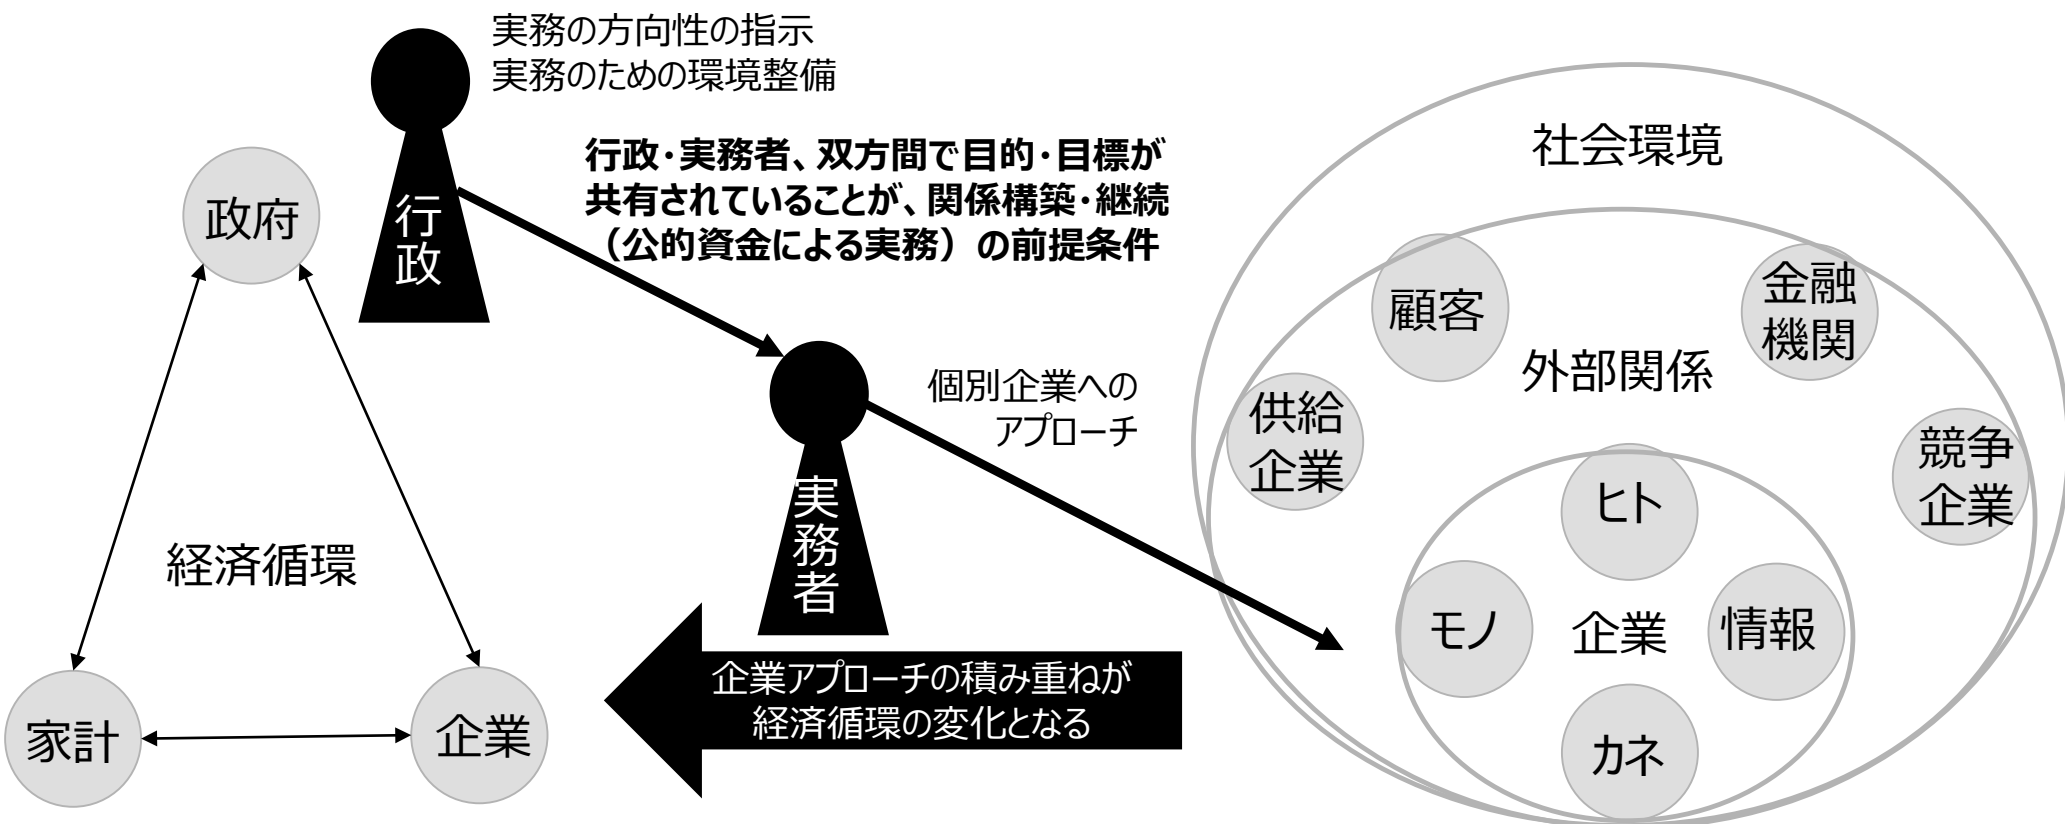 実務の方向性の指示
実務のための環境整備
行政・実務者、双方間で目的・目標が
共有されていることが、関係構築・継続
（公的資金による実務）の前提条件
行政
政府
経済循環
家計
企業
実務者
個別企業への
アプローチ
企業アプローチの積み重ねが
経済循環の変化となる
社会環境
顧客
金融
機関
外部関係
供給
企業
競争
企業
ヒト
モノ
企業
情報
カネ